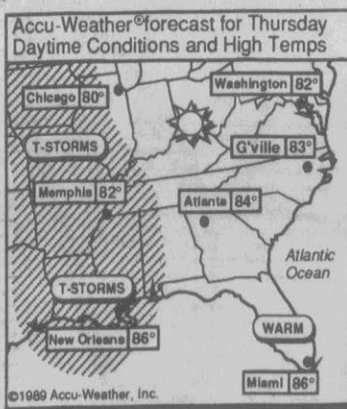 Accu-Weather® forecast for Thursday
Daytime Conditions and High Temps
Washington 82°
Chicago 80°
T-STORMS
G'ville 83°
Memphis 82°
Atlanta 84°
Atlantic
Ocean
T-STORMS
WARM
New Orleans 86°
Miami 86°
©1989 Accu-Weather, Inc.